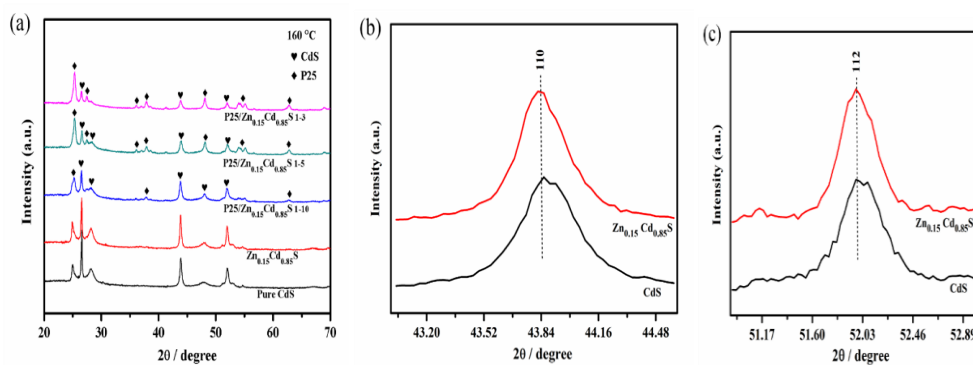 (a)
160 °C
♥ CdS
♦ P25
P25/Zn0.15Cd0.85S 1-3
P25/Zn0.15Cd0.85S 1-5
P25/Zn0.15Cd0.85S 1-10
Zn0.15Cd0.85S
Pure CdS
Intensity (a.u.)
20 30 40 50 60 70
2θ / degree
(b)
110
Zn0.15 Cd0.85S
CdS
Intensity (a.u.)
43.20 43.52 43.84 44.16 44.48
2θ / degree
(c)
112
Zn0.15 Cd0.85S
CdS
Intensity (a.u.)
51.17 51.60 52.03 52.46 52.89
2θ / degree